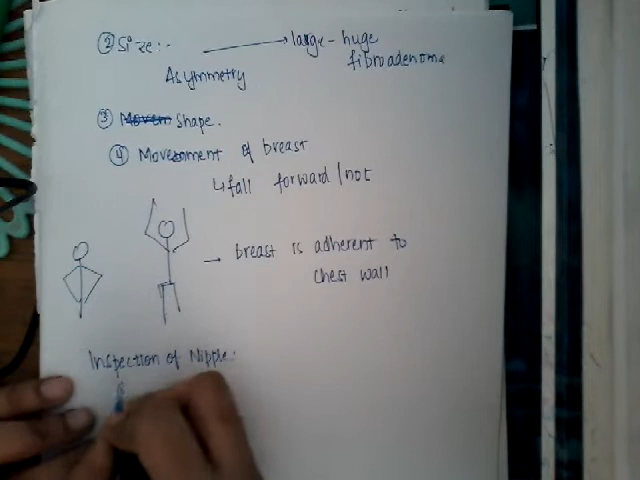 ② Size :- → large - huge
Asymmetry fibroadenoma
③ Shape.
④ Movement of breast
↳ fall forward / not
→ breast is adherent to
chest wall
Inspection of Nipple: